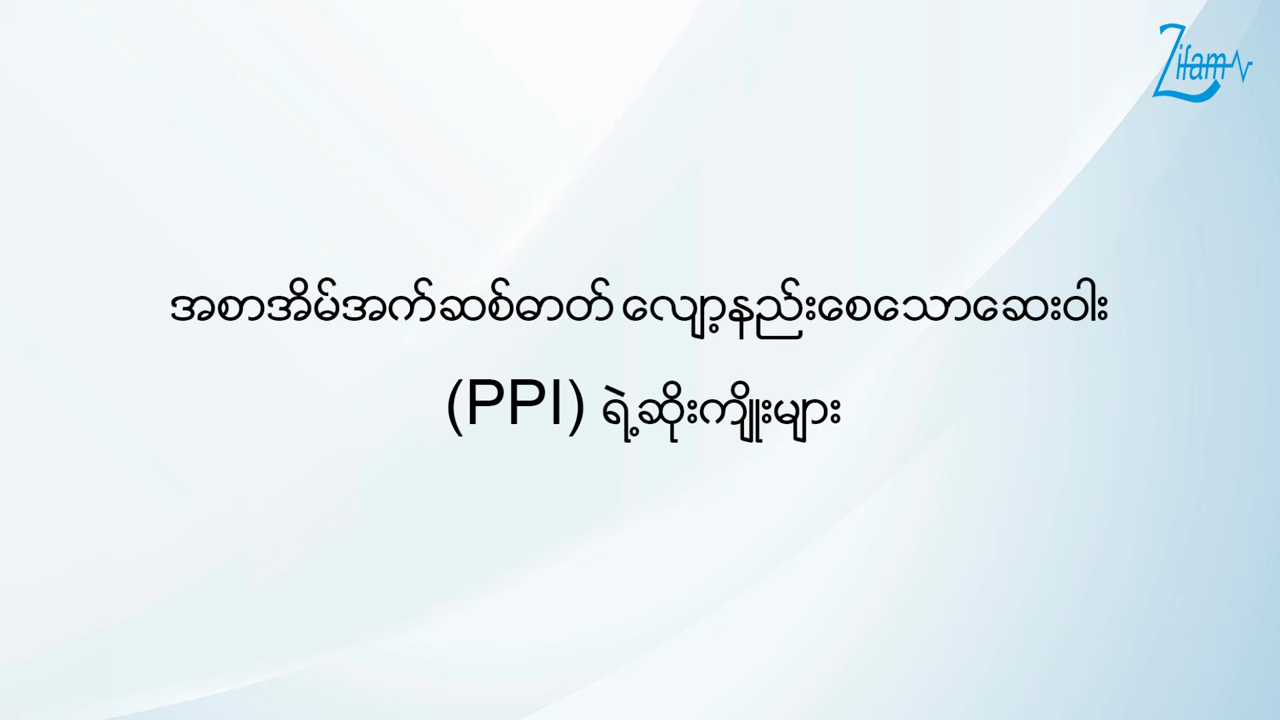 Zifam
အစာအိမ်အက်ဆစ်ဓာတ် လျော့နည်းစေသောဆေးဝါး
(PPI) ရဲ့ဆိုးကျိုးများ